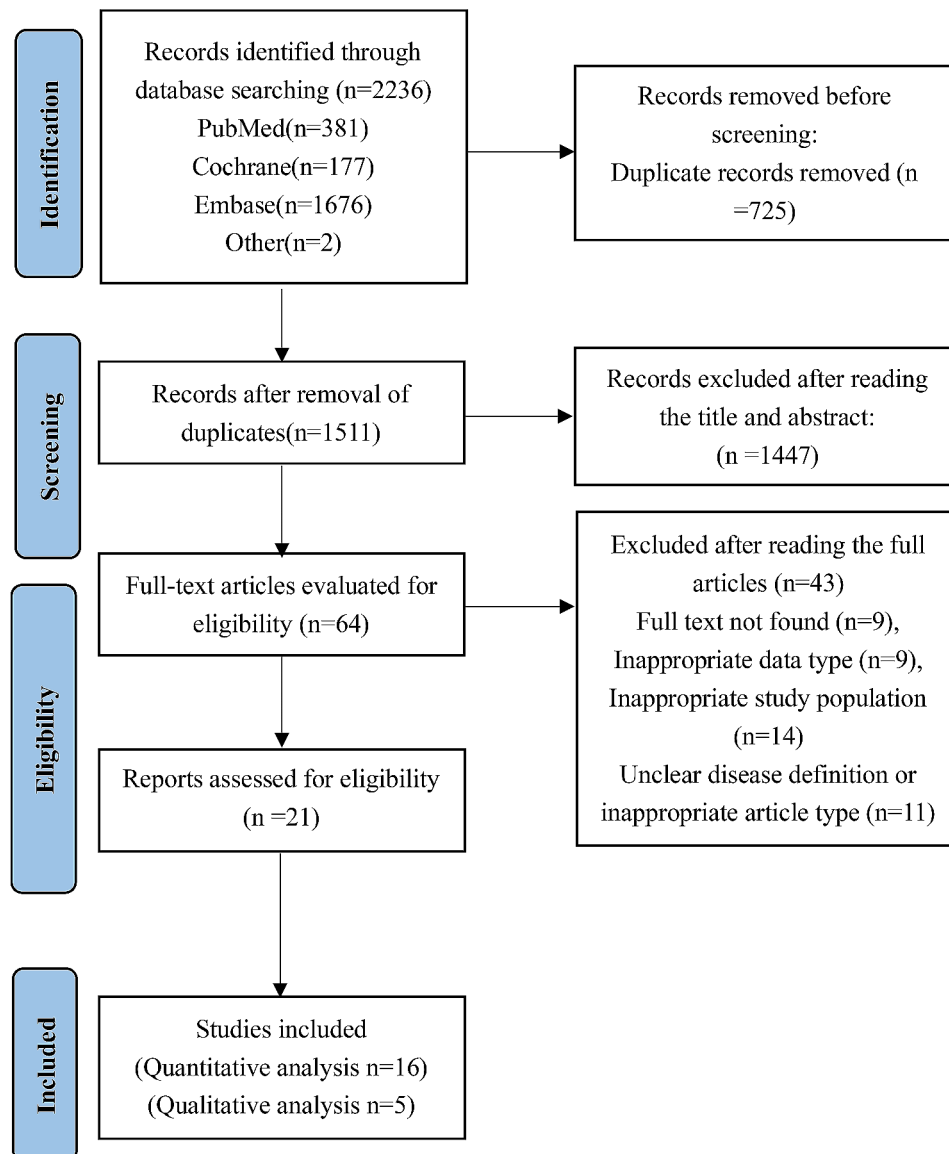 Identification
Records identified through
database searching (n=2236)
PubMed(n=381)
Cochrane(n=177)
Embase(n=1676)
Other(n=2)
Records removed before
screening:
Duplicate records removed (n
=725)
Screening
Records after removal of
duplicates(n=1511)
Records excluded after reading
the title and abstract:
(n =1447)
Eligibility
Full-text articles evaluated for
eligibility (n=64)
Excluded after reading the full
articles (n=43)
Full text not found (n=9),
Inappropriate data type (n=9),
Inappropriate study population
(n=14)
Unclear disease definition or
inappropriate article type (n=11)
Reports assessed for eligibility
(n =21)
Included
Studies included
(Quantitative analysis n=16)
(Qualitative analysis n=5)